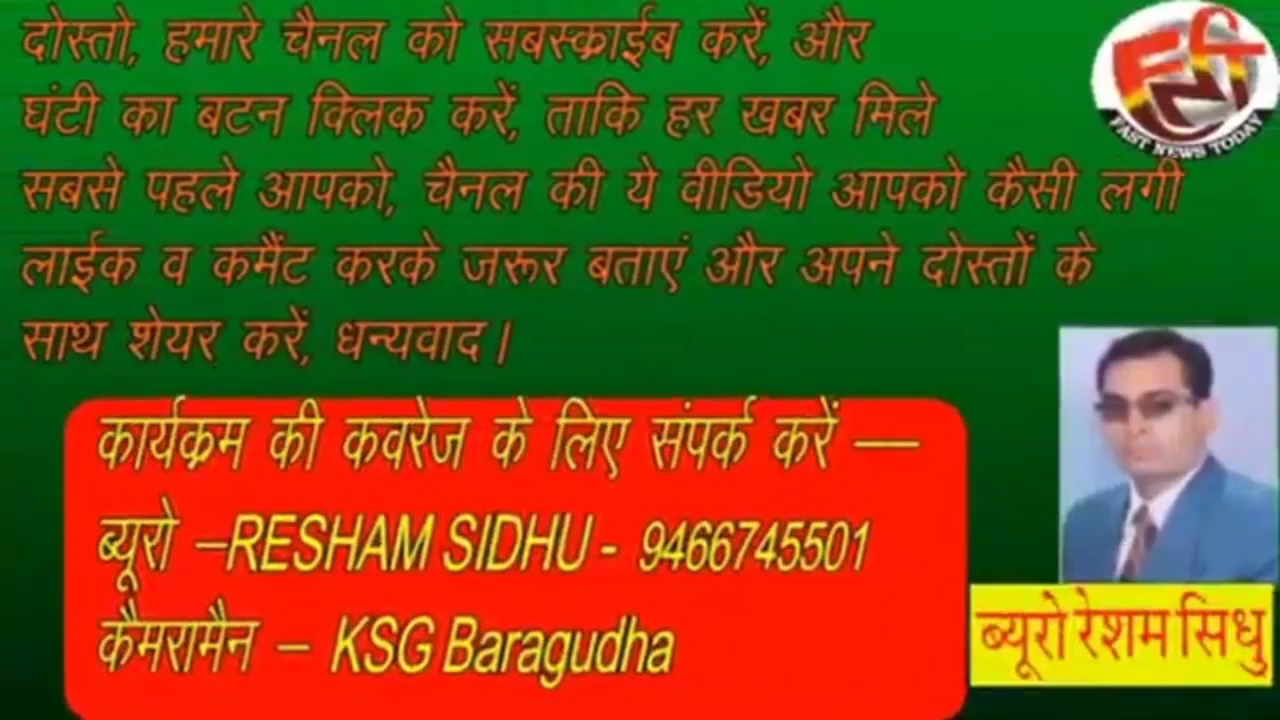 दोस्तो, हमारे चैनल को सबस्क्राईब करें, और
घंटी का बटन क्लिक करें, ताकि हर खबर मिले
सबसे पहले आपको, चैनल की ये वीडियो आपको कैसी लगी
लाईक व कमैंट करके जरूर बताएं और अपने दोस्तों के
साथ शेयर करें, धन्यवाद।
FNT
FAST NEWS TODAY
कार्यक्रम की कवरेज के लिए संपर्क करें —
ब्यूरो –RESHAM SIDHU - 9466745501
कैमरामैन – KSG Baragudha
ब्यूरो रेशम सिंधु